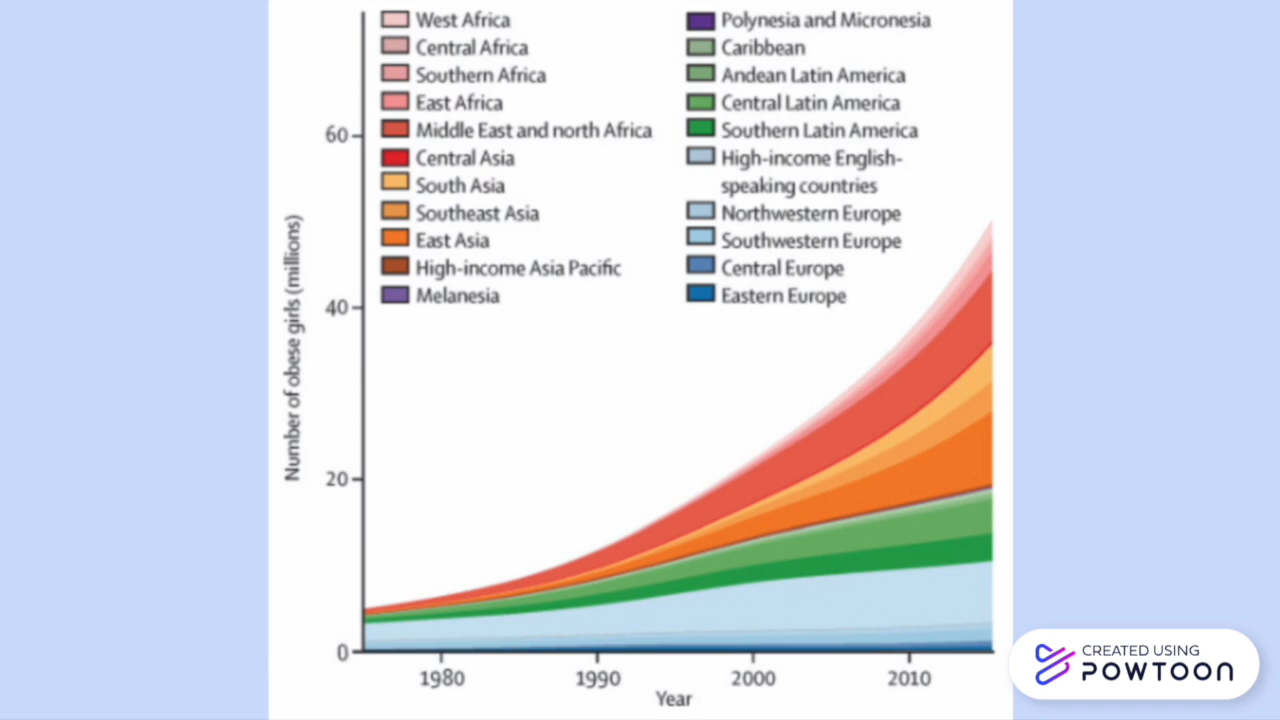 West Africa
Central Africa
Southern Africa
East Africa
Middle East and north Africa
Central Asia
South Asia
Southeast Asia
East Asia
High-income Asia Pacific
Melanesia
Polynesia and Micronesia
Caribbean
Andean Latin America
Central Latin America
Southern Latin America
High-income English-
speaking countries
Northwestern Europe
Southwestern Europe
Central Europe
Eastern Europe
Number of obese girls (millions)
60
40
20
0
1980
1990
2000
2010
Year
CREATED USING
POWTOON